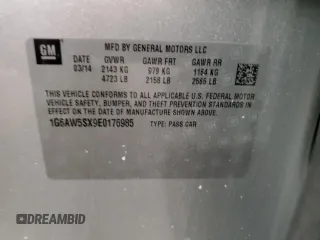 GM
MFD BY GENERAL MOTORS LLC
DATE GVWR GAWR FRT GAWR RR
03/14 2143 KG 979 KG 1164 KG
4723 LB 2158 LB 2565 LB
THIS VEHICLE CONFORMS TO ALL APPLICABLE U.S. FEDERAL MOTOR
VEHICLE SAFETY, BUMPER, AND THEFT PREVENTION STANDARDS IN
EFFECT ON THE DATE OF MANUFACTURE SHOWN ABOVE.
1G6AW5SX9E0176985 TYPE: PASS CAR
DREAMBID